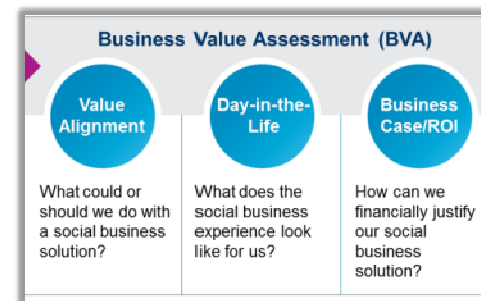 Business Value Assessment (BVA)
Value
Alignment
Day-in-the-
Life
Business
Case/ROI
What could or
should we do with
a social business
solution?
What does the
social business
experience look
like for us?
How can we
financially justify
our social
business
solution?